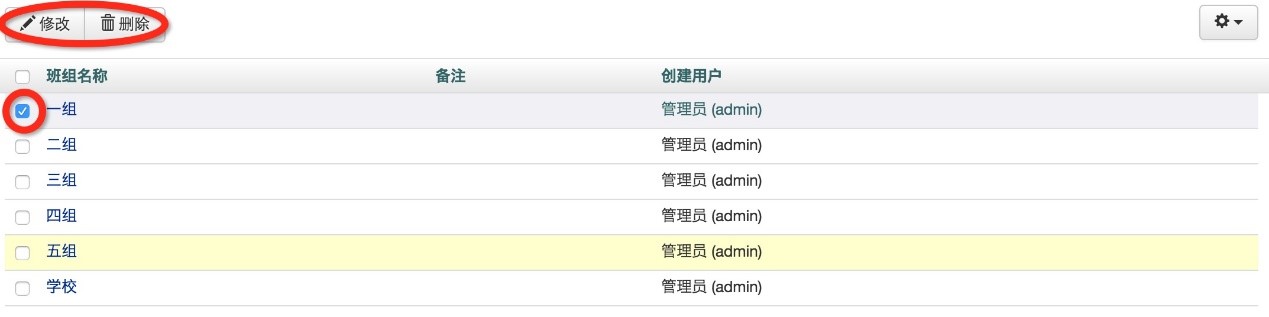 修改 删除
班组名称 备注 创建用户
一组 管理员 (admin)
二组 管理员 (admin)
三组 管理员 (admin)
四组 管理员 (admin)
五组 管理员 (admin)
学校 管理员 (admin)